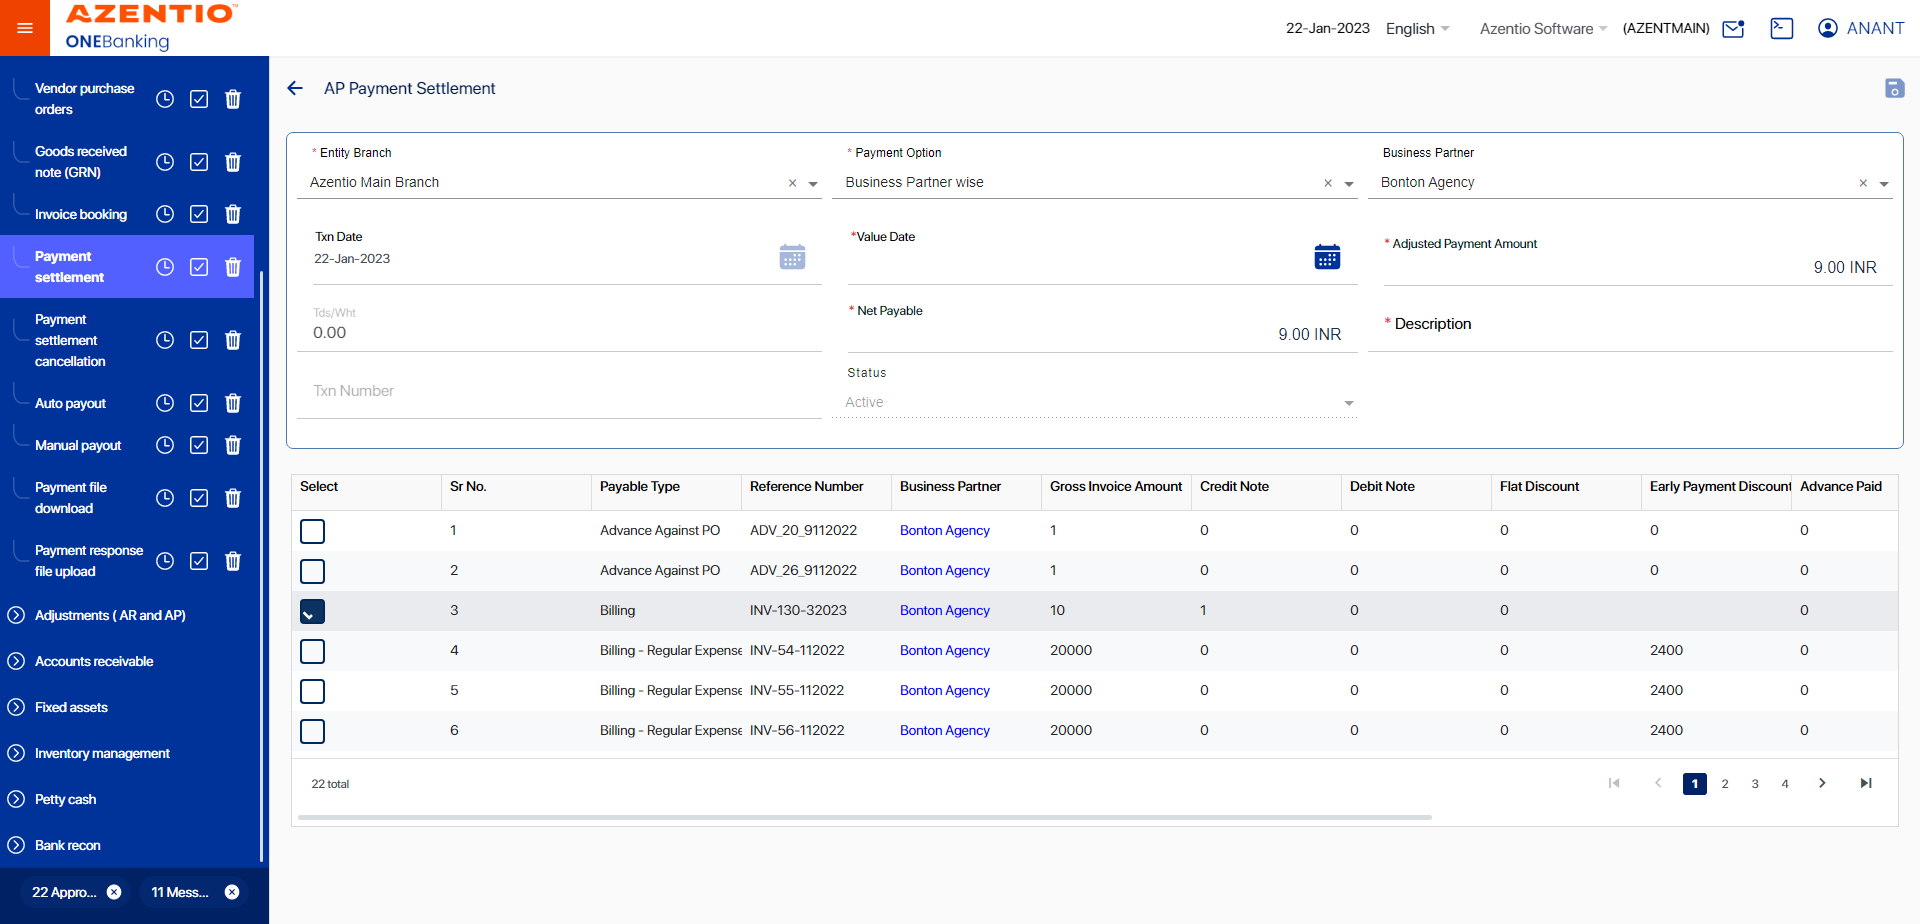 AZENTIO™
ONEBanking
22-Jan-2023
English
Azentio Software
(AZENTMAIN)
ANANT
Vendor purchase
orders
Goods received
note (GRN)
Invoice booking
Payment
settlement
Payment
settlement
cancellation
Auto payout
Manual payout
Payment file
download
Payment response
file upload
Adjustments ( AR and AP)
Accounts receivable
Fixed assets
Inventory management
Petty cash
Bank recon
22 Appro...
11 Mess...
AP Payment Settlement
* Entity Branch
Azentio Main Branch
* Payment Option
Business Partner wise
Business Partner
Bonton Agency
Txn Date
22-Jan-2023
*Value Date
* Adjusted Payment Amount
9.00 INR
Tds/Wht
0.00
* Net Payable
9.00 INR
* Description
Txn Number
Status
Active
Select Sr No. Payable Type Reference Number Business Partner Gross Invoice Amount Credit Note Debit Note Flat Discount Early Payment Discount Advance Paid
1 Advance Against PO ADV_20_9112022 Bonton Agency 1 0 0 0 0 0
2 Advance Against PO ADV_26_9112022 Bonton Agency 1 0 0 0 0 0
3 Billing INV-130-32023 Bonton Agency 10 1 0 0 0
4 Billing - Regular Expense INV-54-112022 Bonton Agency 20000 0 0 0 2400 0
5 Billing - Regular Expense INV-55-112022 Bonton Agency 20000 0 0 0 2400 0
6 Billing - Regular Expense INV-56-112022 Bonton Agency 20000 0 0 0 2400 0
22 total
1 2 3 4